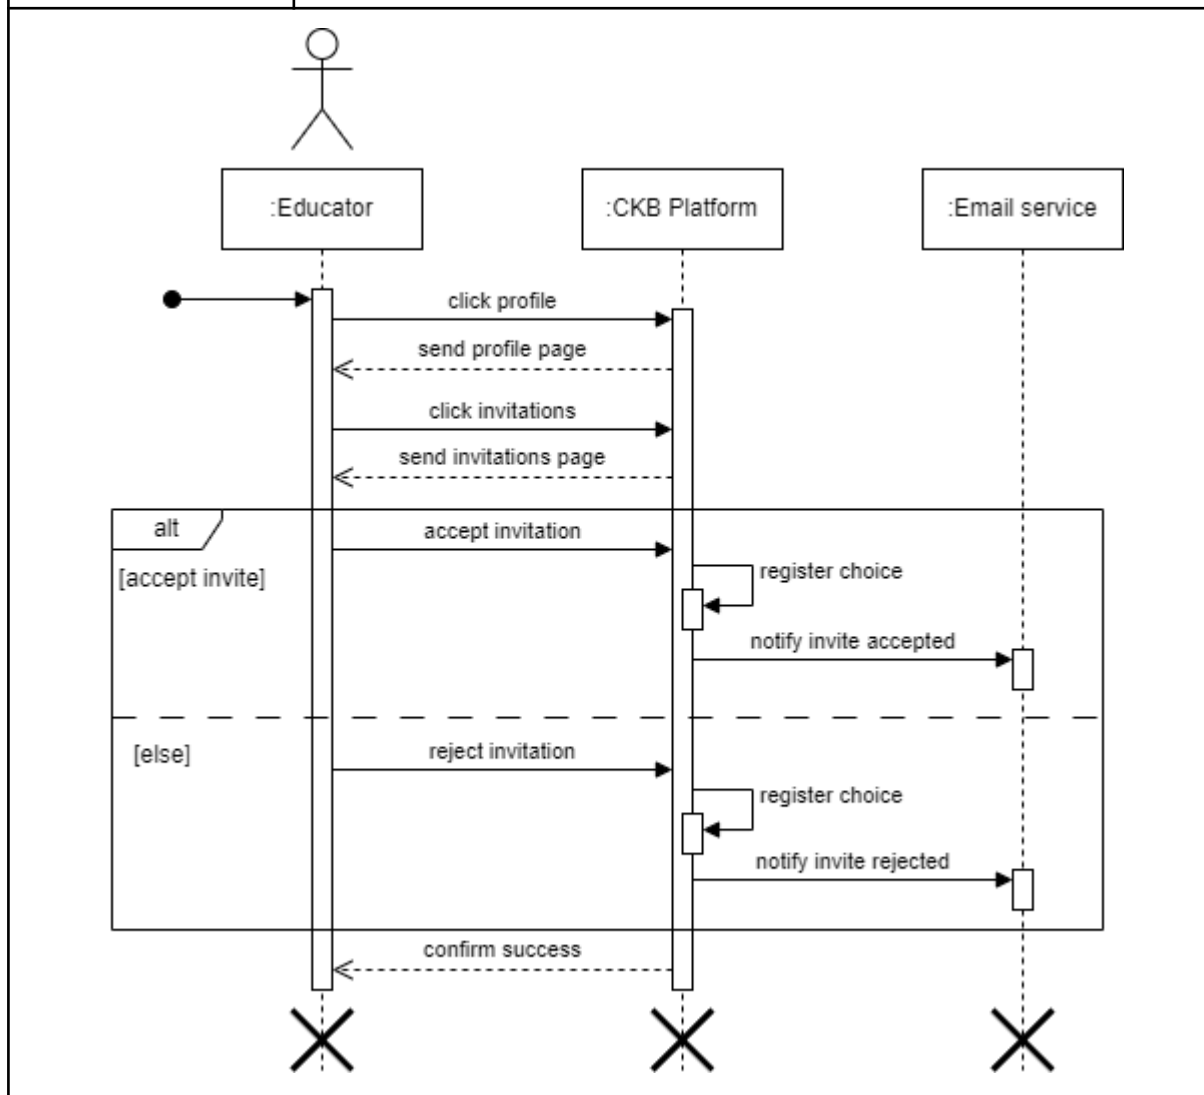 :Educator
:CKB Platform
:Email service
click profile
send profile page
click invitations
send invitations page
alt
accept invitation
[accept invite]
register choice
notify invite accepted
[else]
reject invitation
register choice
notify invite rejected
confirm success